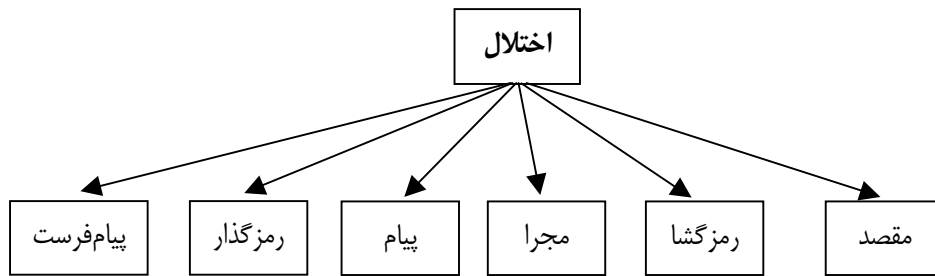 اختلال
مقصد
رمزگشا
مجرا
پیام
رمزگذار
پیام‌فرست